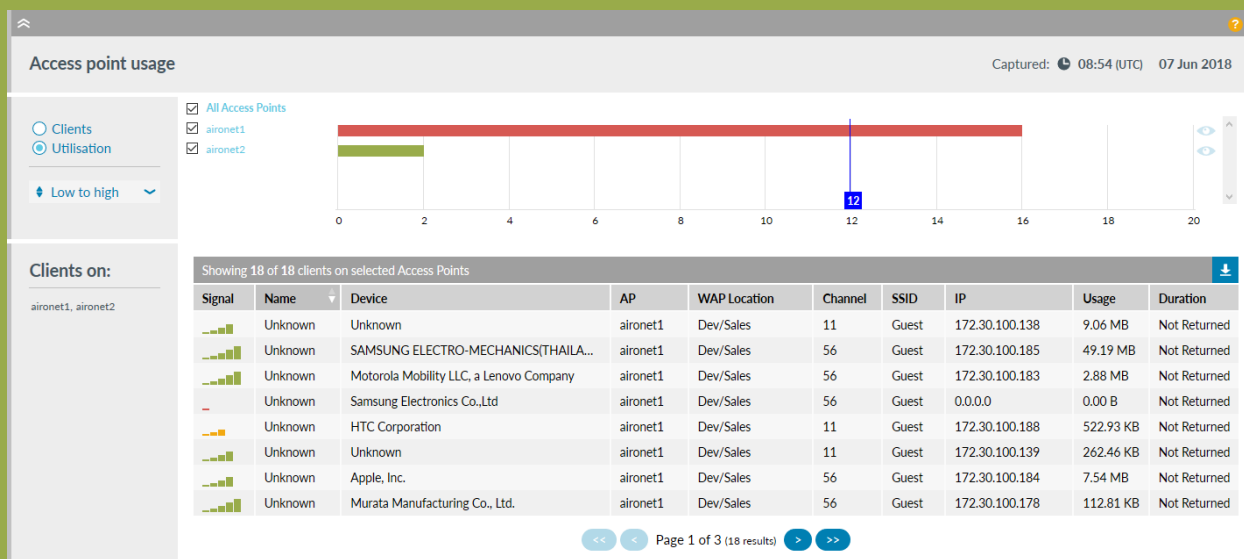 ?
Access point usage
Captured: 08:54 (UTC) 07 Jun 2018
Clients
Utilisation
Low to high
All Access Points
aironet1
aironet2
12
0 2 4 6 8 10 12 14 16 18 20
Clients on:
aironet1, aironet2
Showing 18 of 18 clients on selected Access Points
Signal Name Device AP WAP Location Channel SSID IP Usage Duration
Unknown Unknown aironet1 Dev/Sales 11 Guest 172.30.100.138 9.06 MB Not Returned
Unknown SAMSUNG ELECTRO-MECHANICS(THAILA... aironet1 Dev/Sales 56 Guest 172.30.100.185 49.19 MB Not Returned
Unknown Motorola Mobility LLC, a Lenovo Company aironet1 Dev/Sales 56 Guest 172.30.100.183 2.88 MB Not Returned
Unknown Samsung Electronics Co.,Ltd aironet1 Dev/Sales 56 Guest 0.0.0.0 0.00 B Not Returned
Unknown HTC Corporation aironet1 Dev/Sales 11 Guest 172.30.100.188 522.93 KB Not Returned
Unknown Unknown aironet1 Dev/Sales 11 Guest 172.30.100.139 262.46 KB Not Returned
Unknown Apple, Inc. aironet1 Dev/Sales 56 Guest 172.30.100.184 7.54 MB Not Returned
Unknown Murata Manufacturing Co., Ltd. aironet1 Dev/Sales 56 Guest 172.30.100.178 112.81 KB Not Returned
<< < Page 1 of 3 (18 results) > >>